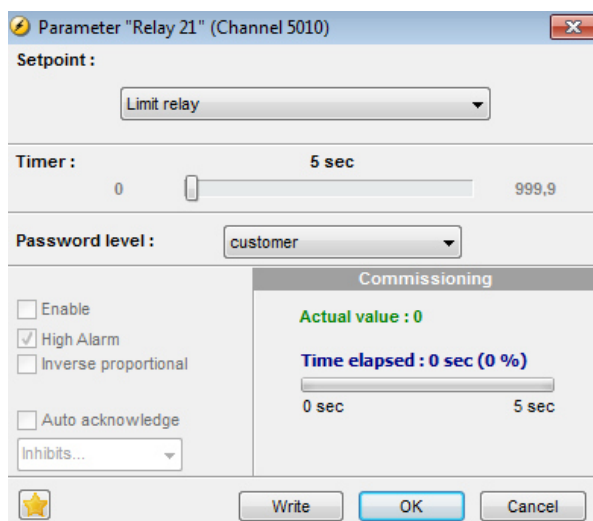 Parameter "Relay 21" (Channel 5010)
Setpoint :
Limit relay
Timer :
5 sec
0
999,9
Password level :
customer
Commissioning
Enable
High Alarm
Inverse proportional
Auto acknowledge
Inhibits...
Actual value : 0
Time elapsed : 0 sec (0 %)
0 sec
5 sec
Write
OK
Cancel